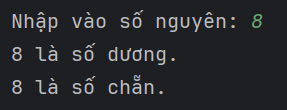 Nhập vào số nguyên: 8
8 là số dương.
8 là số chẵn.